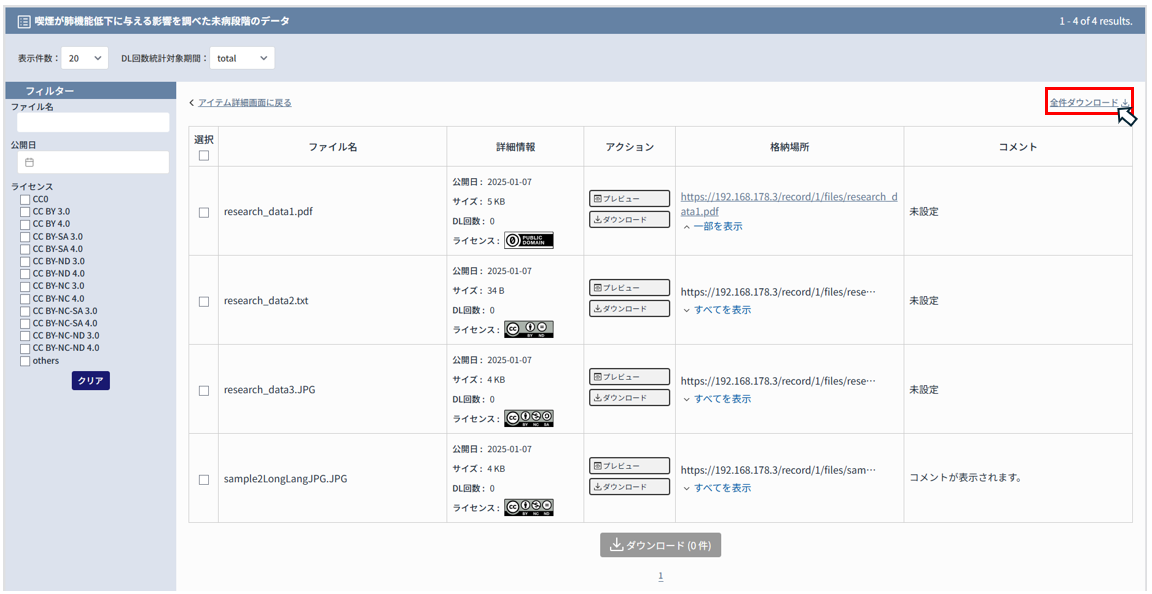 喫煙が肺機能低下に与える影響を調べた未病段階のデータ
1 - 4 of 4 results.
表示件数： 20
DL回数統計対象期間： total
フィルター
ファイル名
公開日
ライセンス
CC0
CC BY 3.0
CC BY 4.0
CC BY-SA 3.0
CC BY-SA 4.0
CC BY-ND 3.0
CC BY-ND 4.0
CC BY-NC 3.0
CC BY-NC 4.0
CC BY-NC-SA 3.0
CC BY-NC-SA 4.0
CC BY-NC-ND 3.0
CC BY-NC-ND 4.0
others
クリア
アイテム詳細画面に戻る
全件ダウンロード
選択
ファイル名
詳細情報
アクション
格納場所
コメント
research_data1.pdf
公開日： 2025-01-07
サイズ： 5 KB
DL回数： 0
ライセンス： PUBLIC DOMAIN
プレビュー
ダウンロード
https://192.168.178.3/record/1/files/research_d
ata1.pdf
一部を表示
未設定
research_data2.txt
公開日： 2025-01-07
サイズ： 34 B
DL回数： 0
ライセンス： CC BY ND
プレビュー
ダウンロード
https://192.168.178.3/record/1/files/rese…
すべてを表示
未設定
research_data3.JPG
公開日： 2025-01-07
サイズ： 4 KB
DL回数： 0
ライセンス： CC BY NC SA
プレビュー
ダウンロード
https://192.168.178.3/record/1/files/rese…
すべてを表示
未設定
sample2LongLangJPG.JPG
公開日： 2025-01-07
サイズ： 4 KB
DL回数： 0
ライセンス： CC BY NC ND
プレビュー
ダウンロード
https://192.168.178.3/record/1/files/sam…
すべてを表示
コメントが表示されます。
ダウンロード (0 件)
1